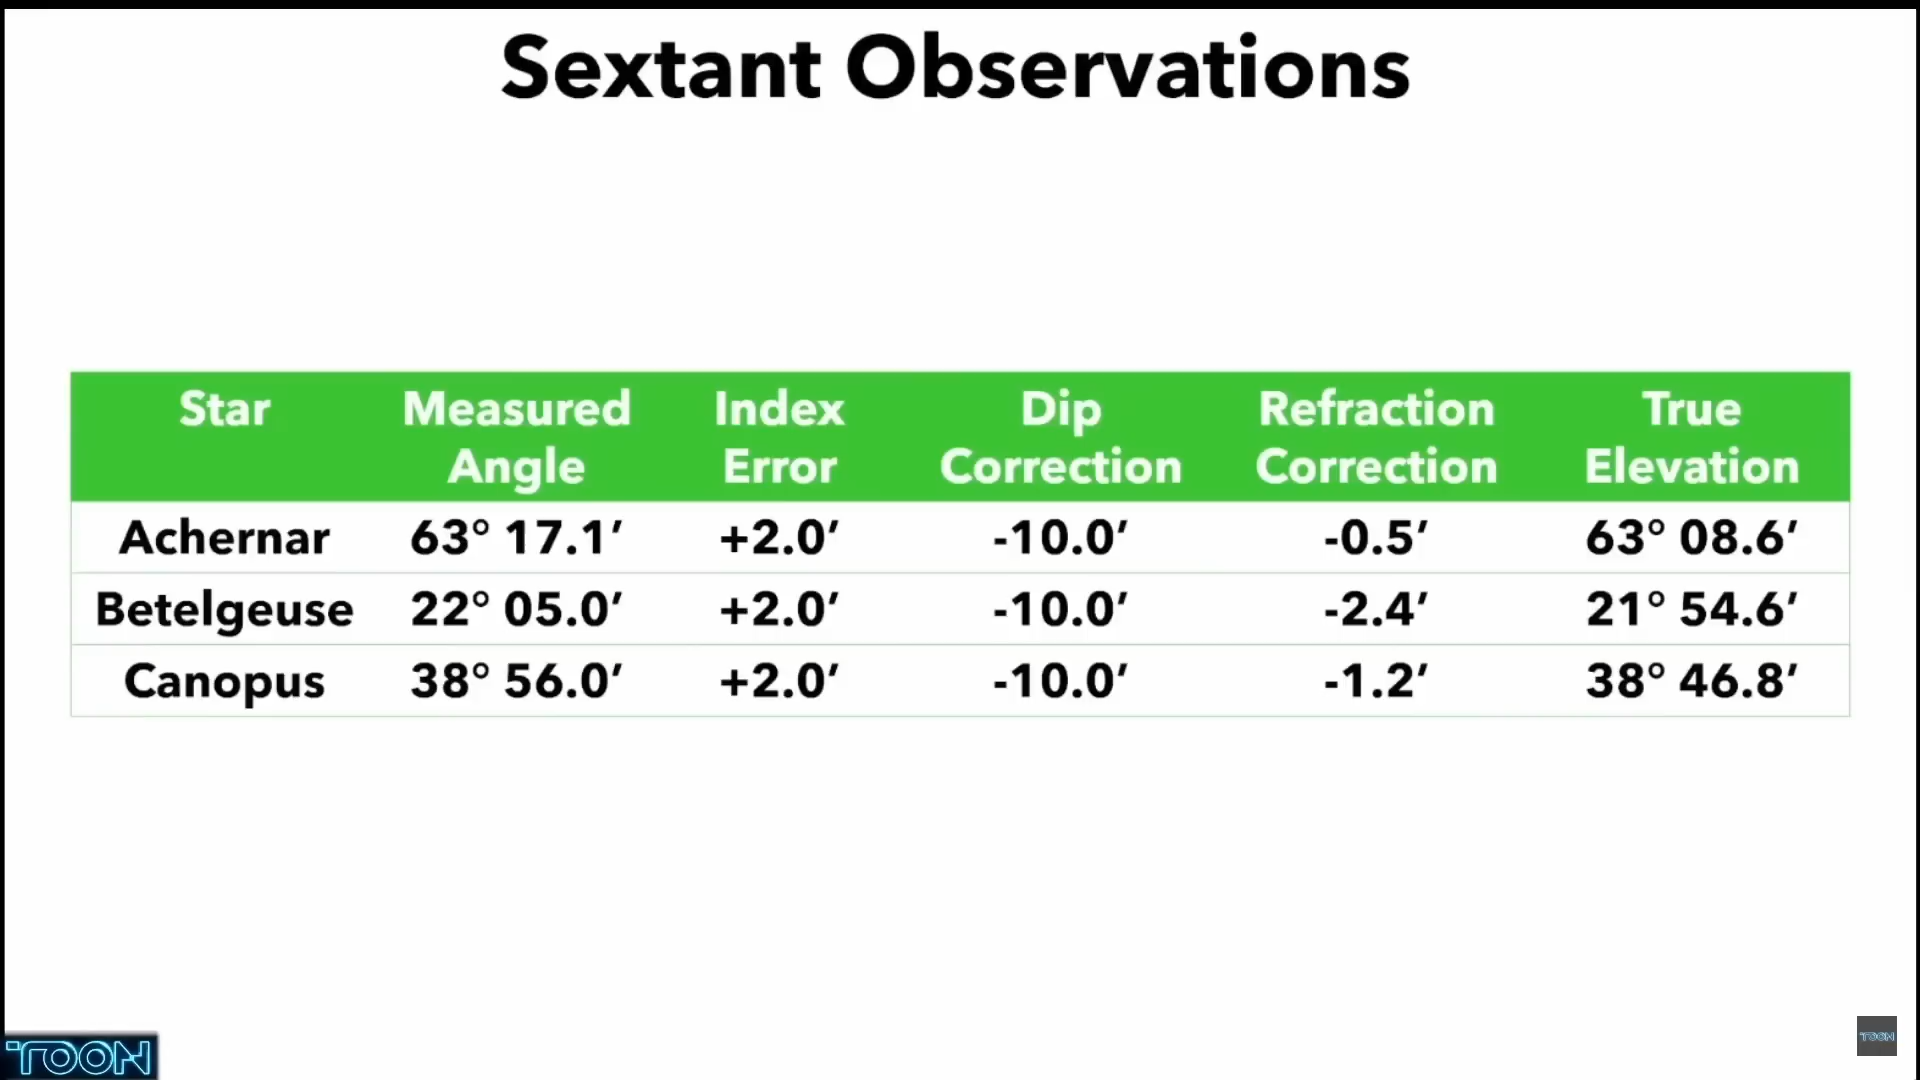 Sextant Observations
Star Measured Angle Index Error Dip Correction Refraction Correction True Elevation
Achernar 63° 17.1′ +2.0′ -10.0′ -0.5′ 63° 08.6′
Betelgeuse 22° 05.0′ +2.0′ -10.0′ -2.4′ 21° 54.6′
Canopus 38° 56.0′ +2.0′ -10.0′ -1.2′ 38° 46.8′
TOON
TOON